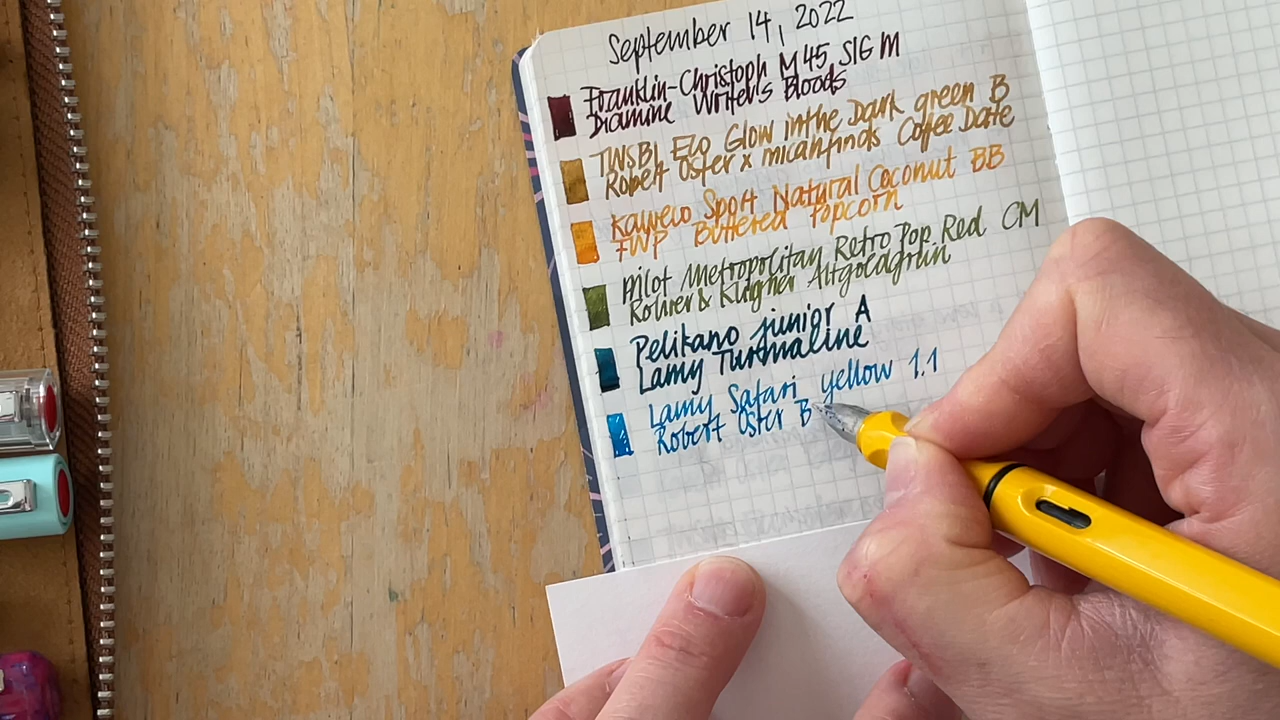 September 14, 2022
Franklin-Christoph M45 SIG M
Diamine Writer's Bloods
TWSBI Eco Glow in the Dark green B
Robert Oster x micahfinds Coffee Date
Kaweco Sport Natural Coconut BB
FWP Buttered Popcorn
Pilot Metropolitan Retro Pop Red CM
Rohrer & Klingner Altgoldgrün
Pelikano junior A
Lamy Turmaline
Lamy Safari yellow 1.1
Robert Oster B